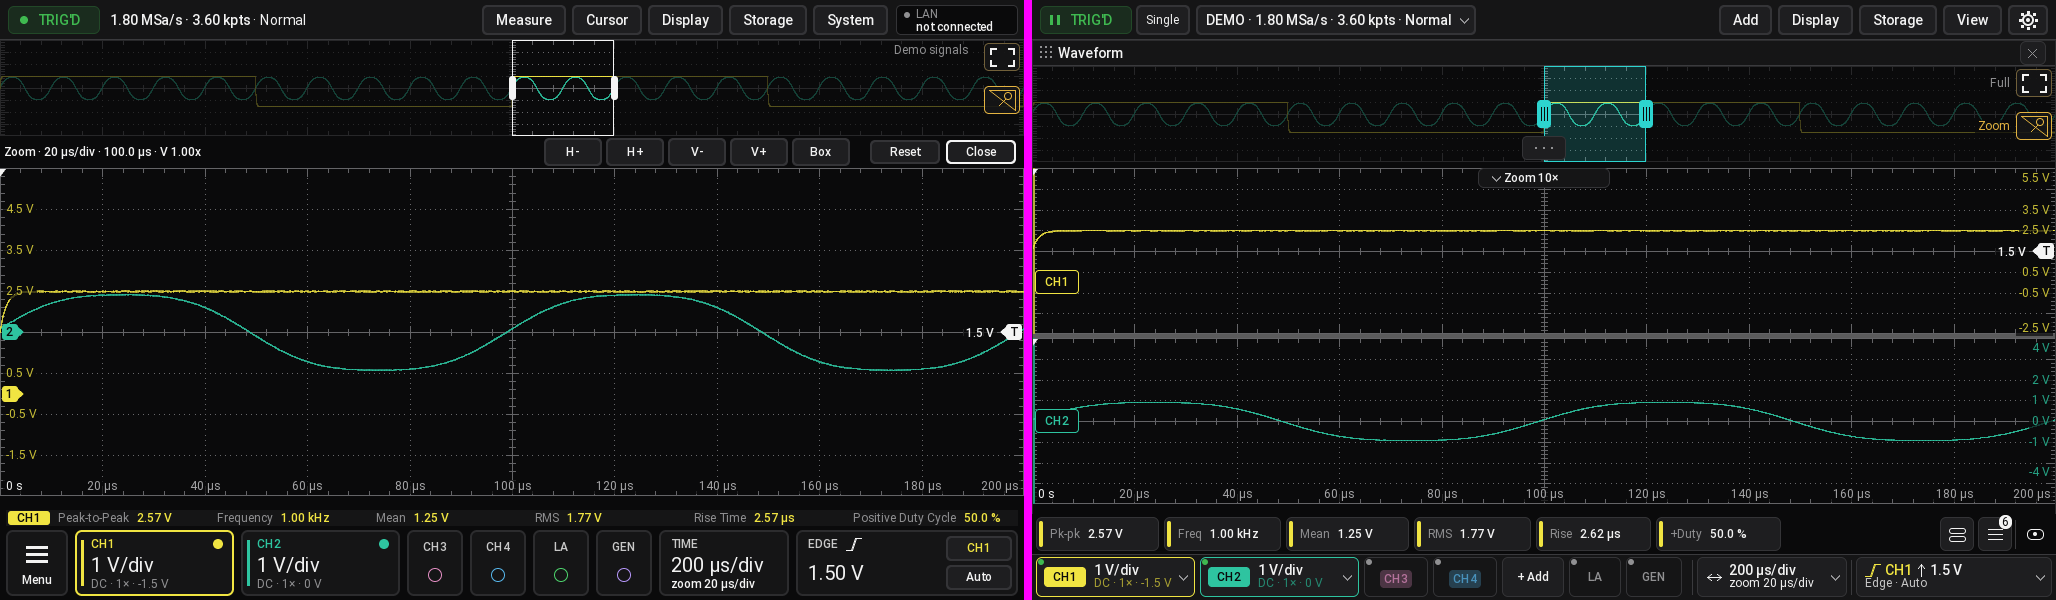 TRIG'D 1.80 MSa/s · 3.60 kpts · Normal Measure Cursor Display Storage System LAN not connected
Demo signals
Zoom · 20 µs/div · 100.0 µs · V 1.00x H- H+ V- V+ Box Reset Close
4.5 V
3.5 V
2.5 V
2
1.5 V T
0.5 V
1
-0.5 V
-1.5 V
0 s 20 µs 40 µs 60 µs 80 µs 100 µs 120 µs 140 µs 160 µs 180 µs 200 µs
CH1 Peak-to-Peak 2.57 V Frequency 1.00 kHz Mean 1.25 V RMS 1.77 V Rise Time 2.57 µs Positive Duty Cycle 50.0 %
Menu
CH1
1 V/div
DC · 1× · -1.5 V
CH2
1 V/div
DC · 1× · 0 V
CH3
CH4
LA
GEN
TIME
200 µs/div
zoom 20 µs/div
EDGE
1.50 V
CH1
Auto
TRIG'D Single DEMO · 1.80 MSa/s · 3.60 kpts · Normal Add Display Storage View
Waveform
Full
Zoom
Zoom 10×
5.5 V
3.5 V
2.5 V
1.5 V T
CH1
0.5 V
-0.5 V
-2.5 V
4 V
2 V
1 V
CH2
0 V
-1 V
-4 V
0 s 20 µs 40 µs 60 µs 80 µs 100 µs 120 µs 140 µs 160 µs 180 µs 200 µs
Pk-pk 2.57 V Freq 1.00 kHz Mean 1.25 V RMS 1.77 V Rise 2.62 µs +Duty 50.0 % 6
CH1
1 V/div
DC · 1× · -1.5 V
CH2
1 V/div
DC · 1× · 0 V
CH3
CH4
+ Add
LA
GEN
200 µs/div
zoom 20 µs/div
CH1 ↑ 1.5 V
Edge · Auto